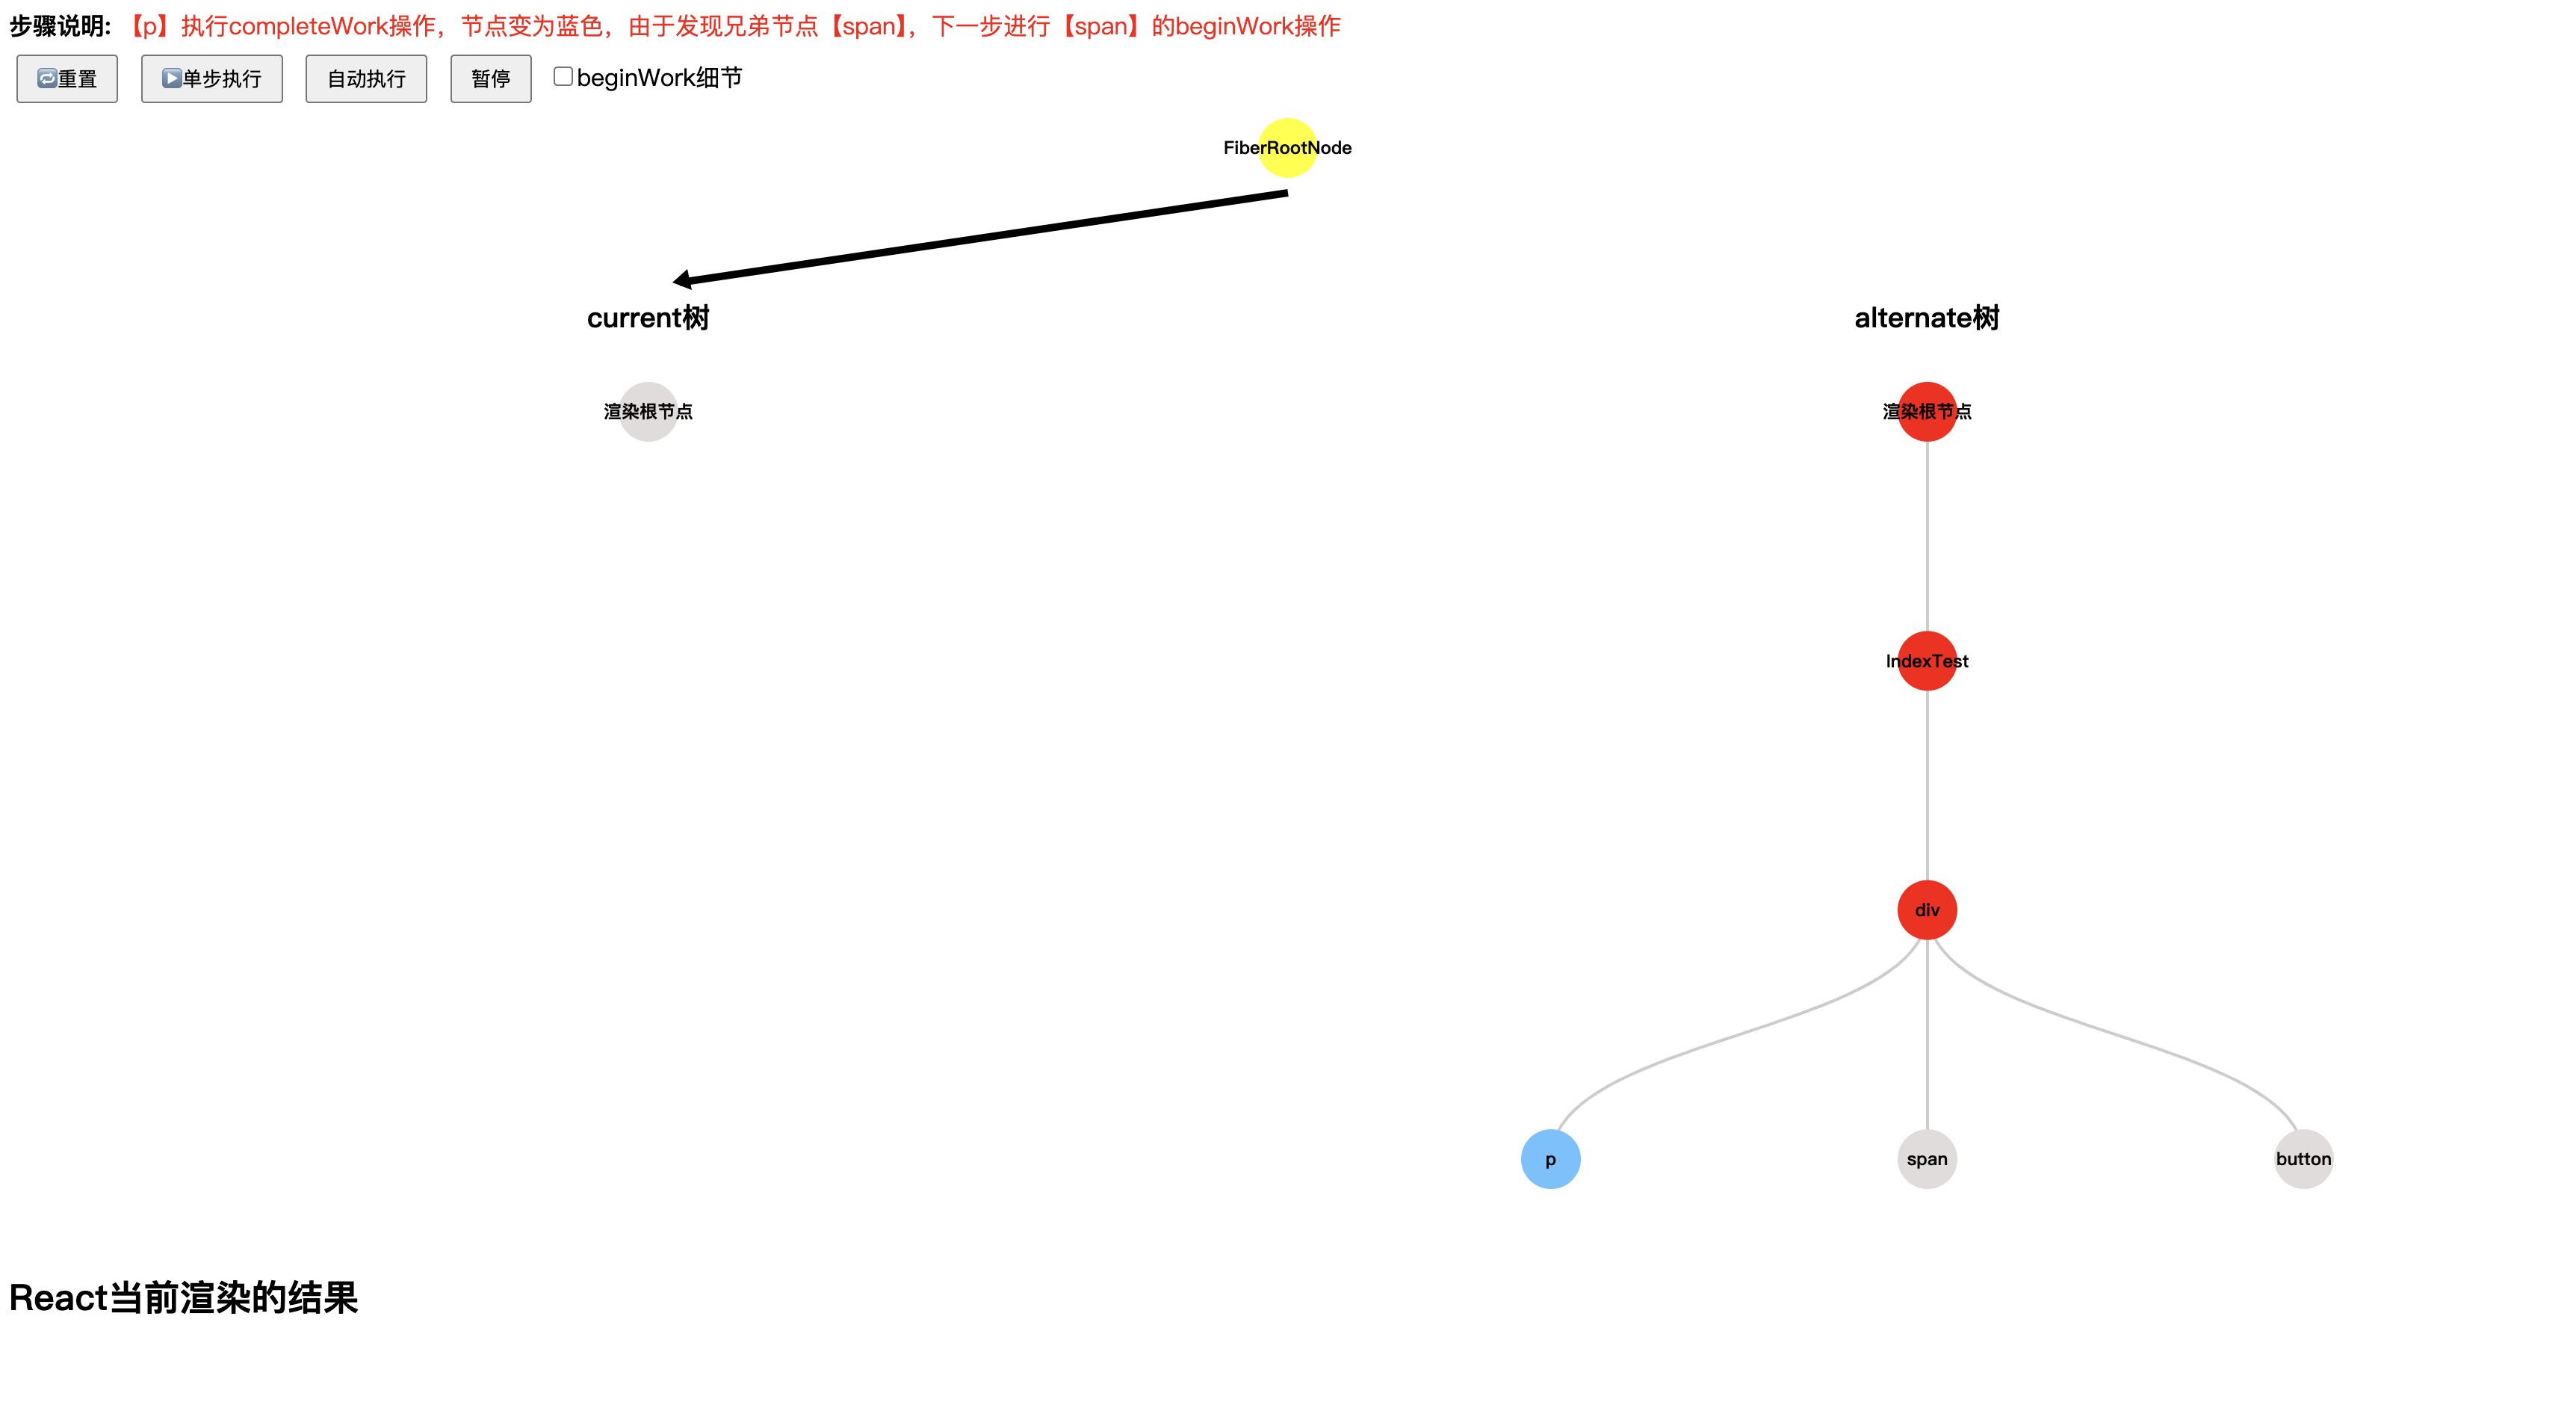 步骤说明: 【p】执行completeWork操作，节点变为蓝色，由于发现兄弟节点【span】，下一步进行【span】的beginWork操作
🔁重置 ▶️单步执行 自动执行 暂停 beginWork细节
FiberRootNode
current树 alternate树
渲染根节点 渲染根节点
IndexTest
div
p span button
React当前渲染的结果